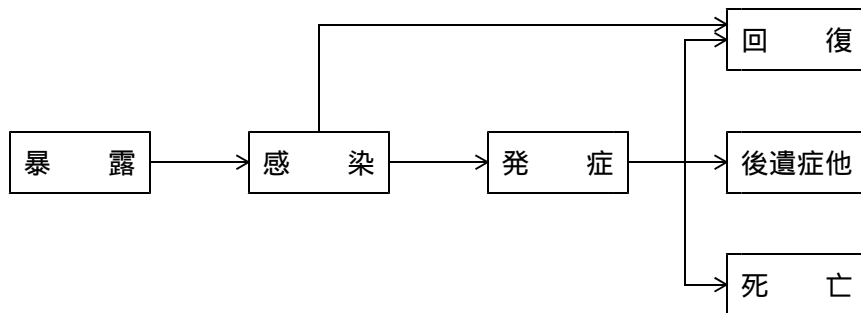 回　復
暴　露
感　染
発　症
後遺症他
死　亡